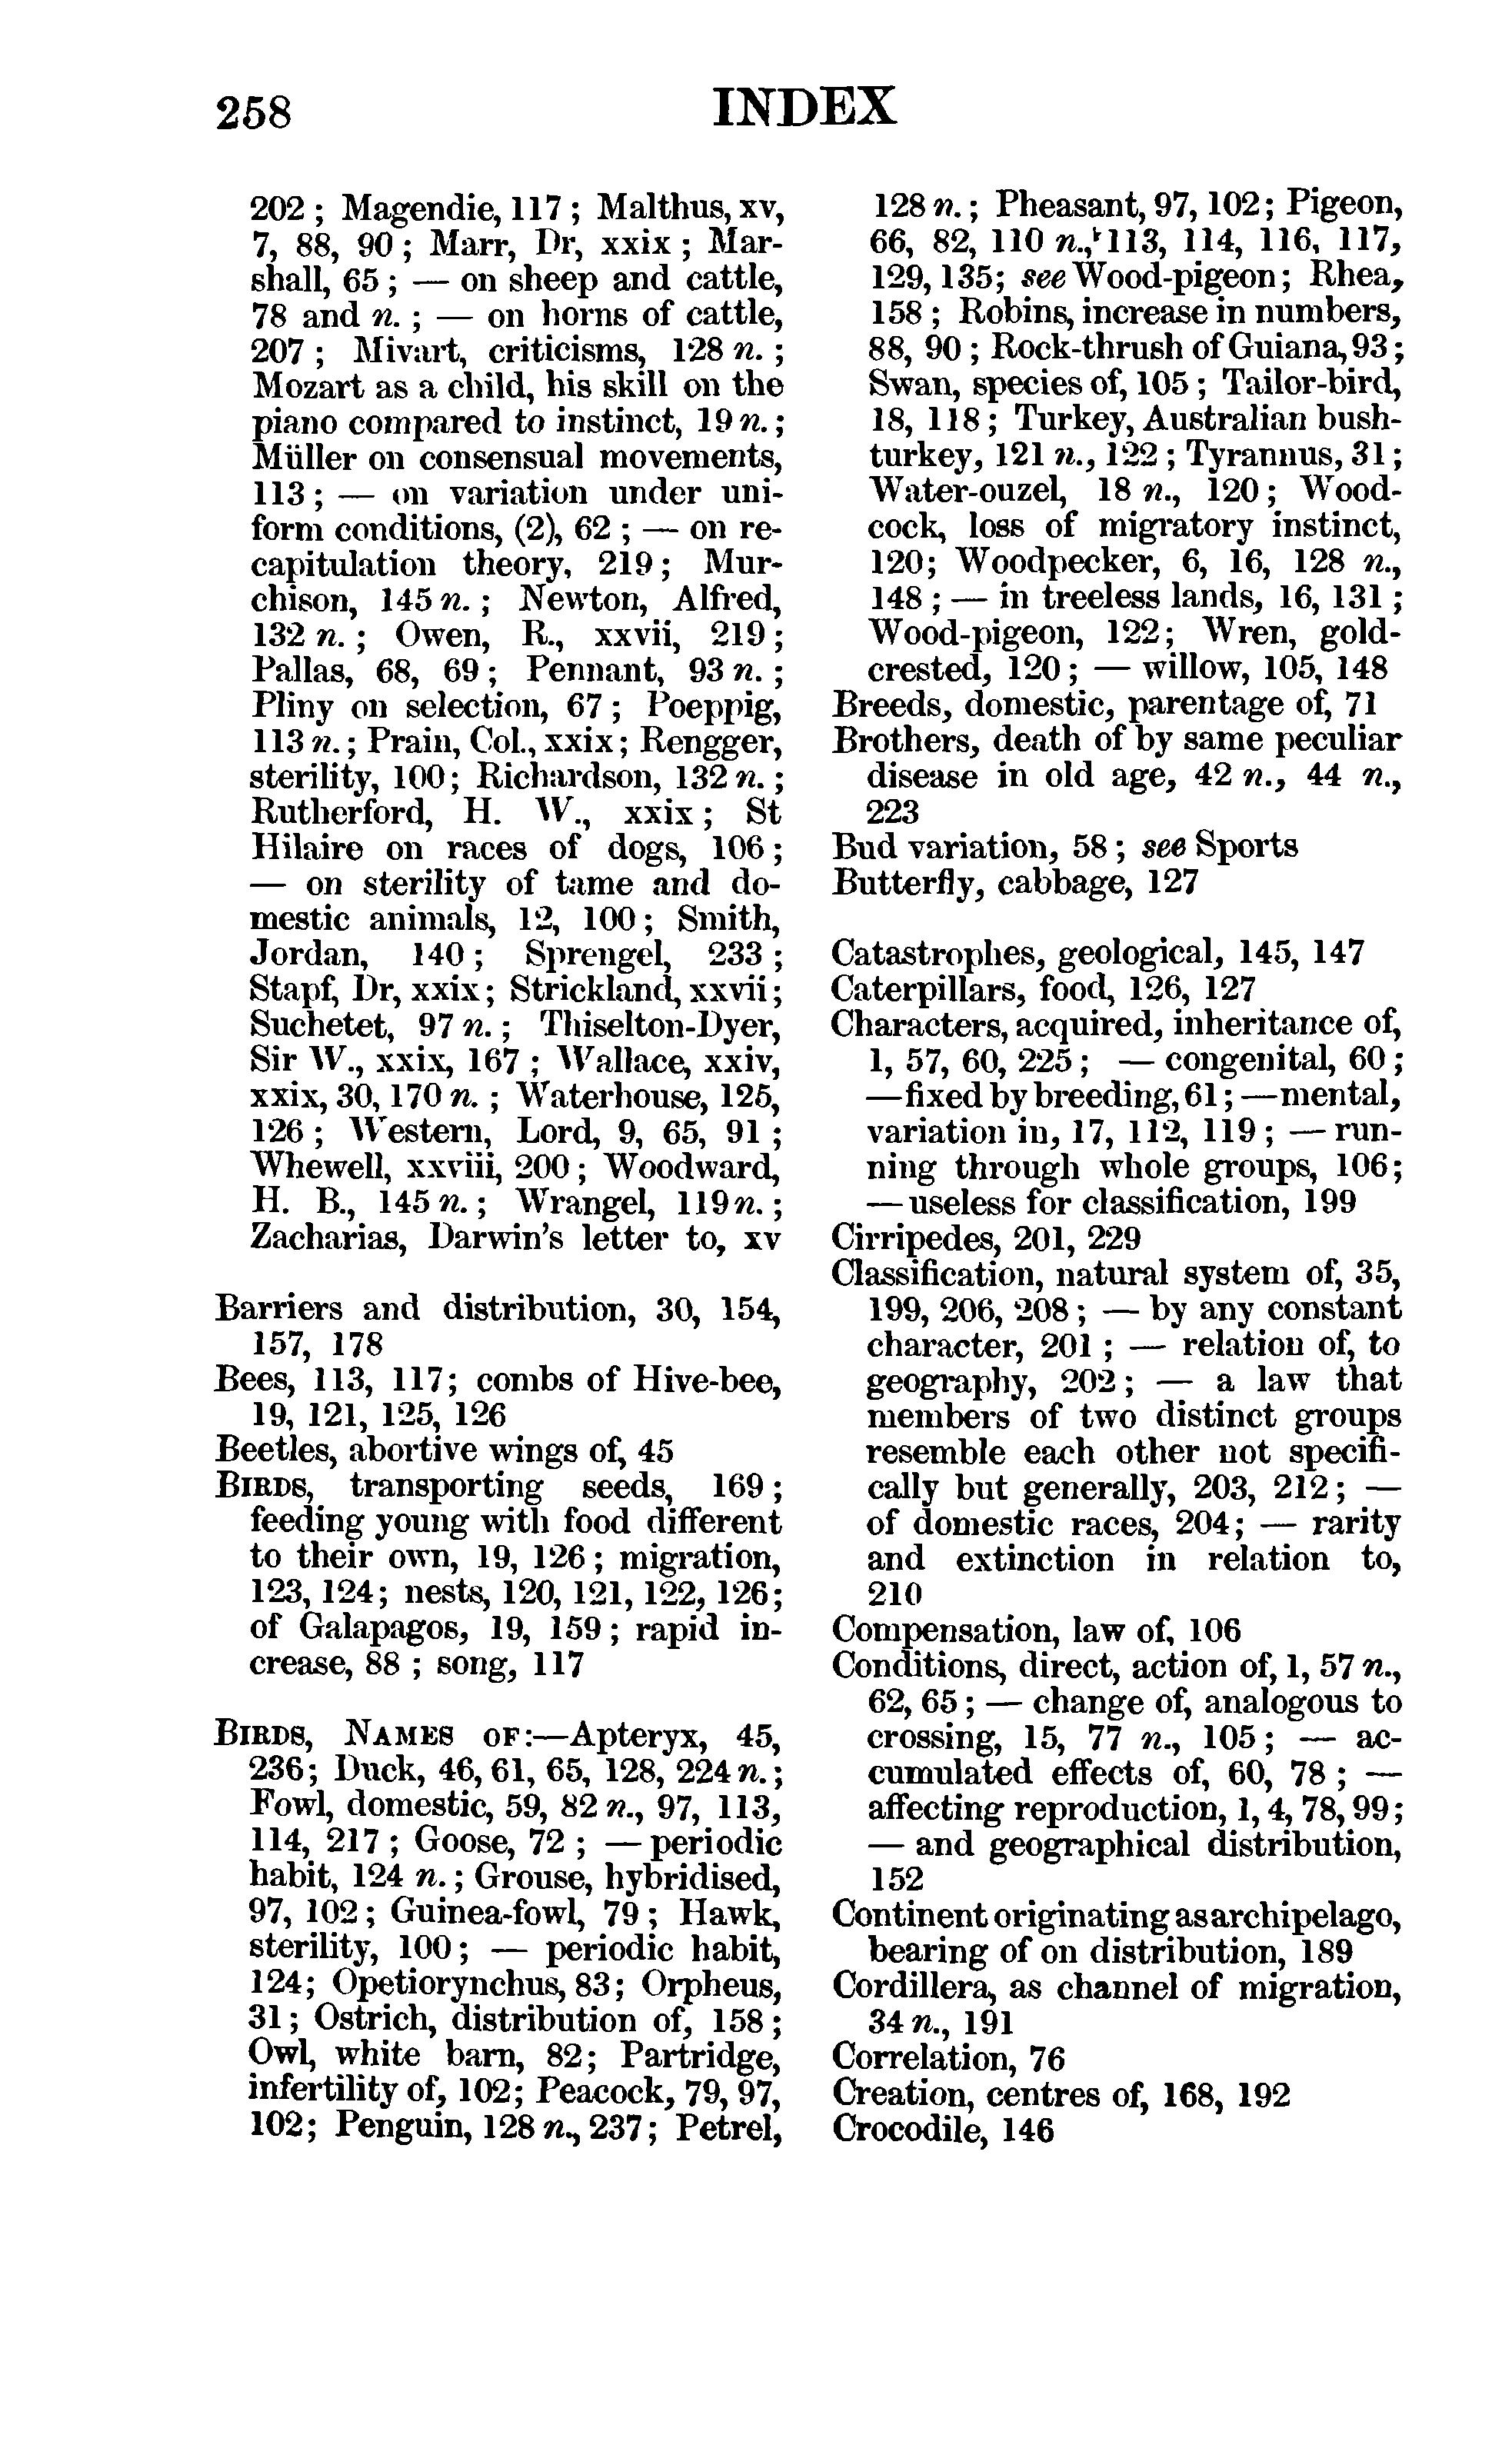 258
INDEX
202 ; Magendie, 117 ; Malthus, xv,
7, 88, 90 ; Marr, Dr, xxix ; Mar-
shall, 65 ; — on sheep and cattle,
78 and n. ; — on horns of cattle,
207 ; Mivart, criticisms, 128 n. ;
Mozart as a child, his skill on the
piano compared to instinct, 19 n. ;
Müller on consensual movements,
113 ; — on variation under uni-
form conditions, (2), 62 ; — on re-
capitulation theory, 219 ; Mur-
chison, 145 n. ; Newton, Alfred,
132 n. ; Owen, R., xxvii, 219 ;
Pallas, 68, 69 ; Pennant, 93 n. ;
Pliny on selection, 67 ; Poeppig,
113 n. ; Prain, Col., xxix ; Rengger,
sterility, 100 ; Richardson, 132 n. ;
Rutherford, H. W., xxix ; St
Hilaire on races of dogs, 106 ;
— on sterility of tame and do-
mestic animals, 12, 100 ; Smith,
Jordan, 140 ; Sprengel, 233 ;
Stapf, Dr, xxix ; Strickland, xxvii ;
Suchetet, 97 n. ; Thiselton-Dyer,
Sir W., xxix, 167 ; Wallace, xxiv,
xxix, 30, 170 n. ; Waterhouse, 125,
126 ; Western, Lord, 9, 65, 91 ;
Whewell, xxviii, 200 ; Woodward,
H. B., 145 n. ; Wrangel, 119 n. ;
Zacharias, Darwin's letter to, xv
Barriers and distribution, 30, 154,
157, 178
Bees, 113, 117; combs of Hive-bee,
19, 121, 125, 126
Beetles, abortive wings of, 45
BIRDS, transporting seeds, 169 ;
feeding young with food different
to their own, 19, 126 ; migration,
123, 124 ; nests, 120, 121, 122, 126 ;
of Galapagos, 19, 159 ; rapid in-
crease, 88 ; song, 117
BIRDS, NAMES OF:—Apteryx, 45,
236; Duck, 46, 61, 65, 128, 224 n. ;
Fowl, domestic, 59, 82 n., 97, 113,
114, 217 ; Goose, 72 ; — periodic
habit, 124 n. ; Grouse, hybridised,
97, 102 ; Guinea-fowl, 79 ; Hawk,
sterility, 100 ; — periodic habit,
124; Opetiorynchus, 83; Orpheus,
31 ; Ostrich, distribution of, 158 ;
Owl, white barn, 82; Partridge,
infertility of, 102; Peacock, 79, 97,
102; Penguin, 128 n., 237; Petrel,
128 n. ; Pheasant, 97, 102; Pigeon,
66, 82, 110 n., 113, 114, 116, 117,
129, 135; see Wood-pigeon; Rhea,
158 ; Robins, increase in numbers,
88, 90 ; Rock-thrush of Guiana, 93 ;
Swan, species of, 105 ; Tailor-bird,
18, 118 ; Turkey, Australian bush-
turkey, 121 n., 122 ; Tyrannus, 31 ;
Water-ouzel, 18 n., 120 ; Wood-
cock, loss of migratory instinct,
120; Woodpecker, 6, 16, 128 n.,
148 ; — in treeless lands, 16, 131 ;
Wood-pigeon, 122; Wren, gold-
crested, 120 ; — willow, 105, 148
Breeds, domestic, parentage of, 71
Brothers, death of by same peculiar
disease in old age, 42 n., 44 n.,
223
Bud variation, 58 ; see Sports
Butterfly, cabbage, 127
Catastrophes, geological, 145, 147
Caterpillars, food, 126, 127
Characters, acquired, inheritance of,
1, 57, 60, 225 ; — congenital, 60 ;
—fixed by breeding, 61 ; —mental,
variation in, 17, 112, 119 ; — run-
ning through whole groups, 106 ;
— useless for classification, 199
Cirripedes, 201, 229
Classification, natural system of, 35,
199, 206, 208 ; — by any constant
character, 201 ; — relation of, to
geography, 202 ; — a law that
members of two distinct groups
resemble each other not specifi-
cally but generally, 203, 212 ; —
of domestic races, 204 ; — rarity
and extinction in relation to,
210
Compensation, law of, 106
Conditions, direct, action of, 1, 57 n.,
62, 65 ; — change of, analogous to
crossing, 15, 77 n., 105 ; — ac-
cumulated effects of, 60, 78 ; —
affecting reproduction, 1, 4, 78, 99 ;
— and geographical distribution,
152
Continent originating as archipelago,
bearing of on distribution, 189
Cordillera, as channel of migration,
34 n., 191
Correlation, 76
Creation, centres of, 168, 192
Crocodile, 146